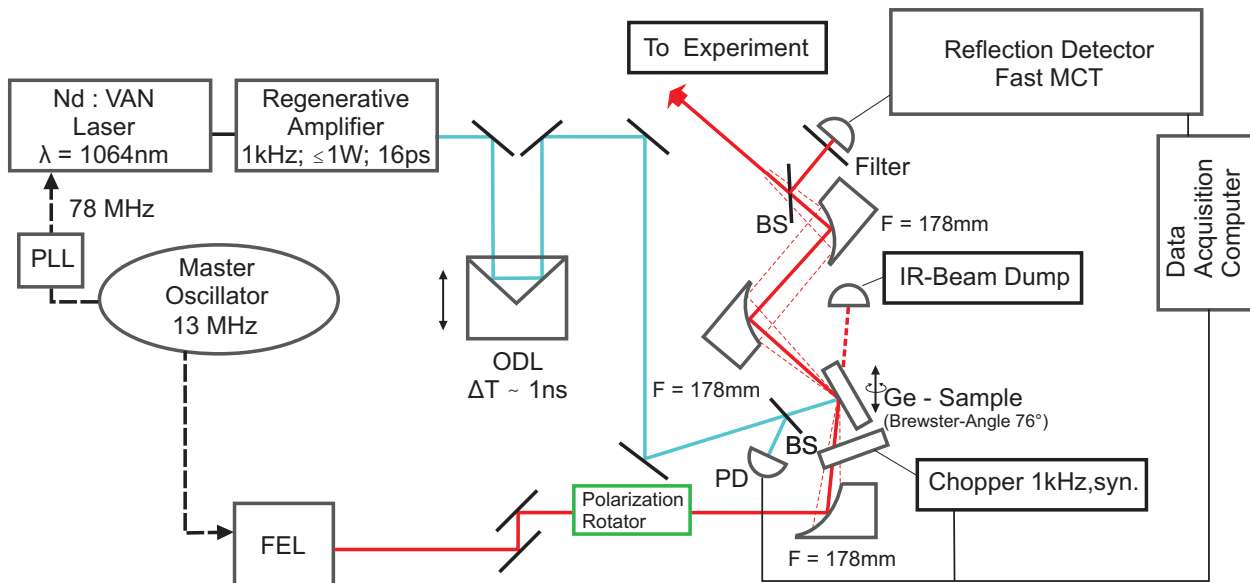 To Experiment
Reflection Detector
Fast MCT
Nd : VAN
Laser
λ = 1064nm
Regenerative
Amplifier
1kHz; ≤1W; 16ps
Filter
78 MHz
BS
F = 178mm
PLL
Master
Oscillator
13 MHz
IR-Beam Dump
Data
Acquisition
Computer
ODL
ΔT ~ 1ns
F = 178mm
Ge - Sample
(Brewster-Angle 76°)
BS
PD
Chopper 1kHz,syn.
Polarization
Rotator
FEL
F = 178mm